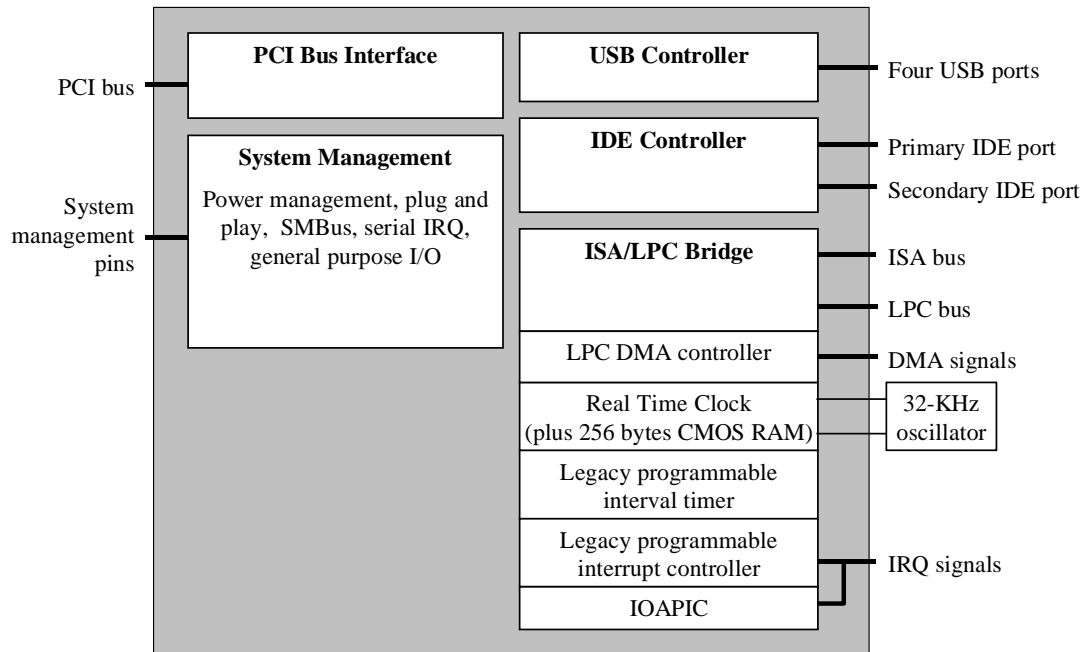 PCI Bus Interface
PCI bus
System Management
Power management, plug and
play, SMBus, serial IRQ,
general purpose I/O
System
management
pins
USB Controller
Four USB ports
IDE Controller
Primary IDE port
Secondary IDE port
ISA/LPC Bridge
ISA bus
LPC bus
LPC DMA controller
DMA signals
Real Time Clock
(plus 256 bytes CMOS RAM)
32-KHz
oscillator
Legacy programmable
interval timer
Legacy programmable
interrupt controller
IRQ signals
IOAPIC